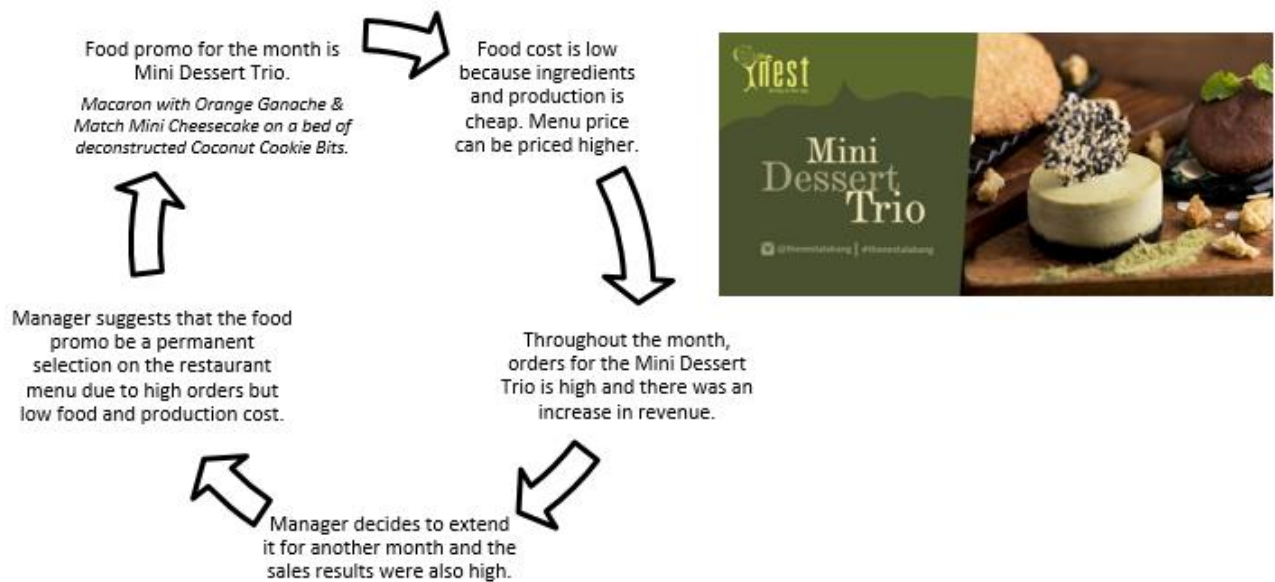 Food promo for the month is
Mini Dessert Trio.
Macaron with Orange Ganache &
Match Mini Cheesecake on a bed of
deconstructed Coconut Cookie Bits.
Food cost is low
because ingredients
and production is
cheap. Menu price
can be priced higher.
Throughout the month,
orders for the Mini Dessert
Trio is high and there was an
increase in revenue.
Manager decides to extend
it for another month and the
sales results were also high.
Manager suggests that the food
promo be a permanent
selection on the restaurant
menu due to high orders but
low food and production cost.
nest
Mini
Dessert
Trio
@thenestalabang | #thenestalabang